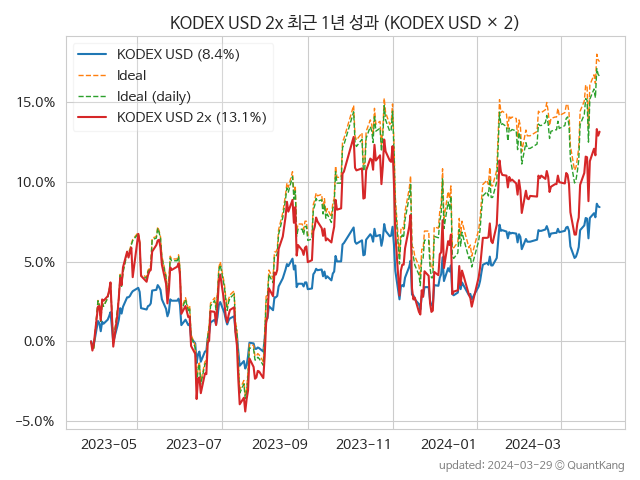 KODEX USD 2x 최근 1년 성과 (KODEX USD × 2)
KODEX USD (8.4%)
Ideal
Ideal (daily)
KODEX USD 2x (13.1%)
15.0%
10.0%
5.0%
0.0%
−5.0%
2023-05 2023-07 2023-09 2023-11 2024-01 2024-03
updated: 2024-03-29 © QuantKang